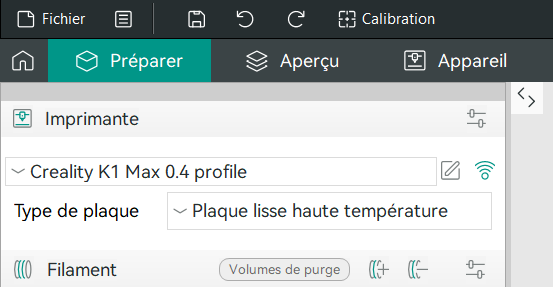 Fichier Calibration
Préparer Aperçu Appareil
Imprimante
Creality K1 Max 0.4 profile
Type de plaque Plaque lisse haute température
Filament Volumes de purge